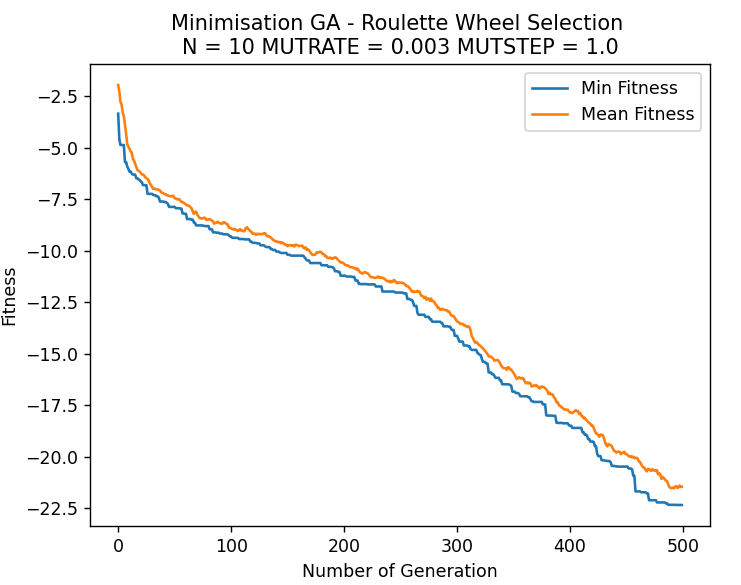 Minimisation GA - Roulette Wheel Selection
N = 10 MUTRATE = 0.003 MUTSTEP = 1.0
Min Fitness
Mean Fitness
−2.5
−5.0
−7.5
−10.0
−12.5
−15.0
−17.5
−20.0
−22.5
Fitness
0 100 200 300 400 500
Number of Generation